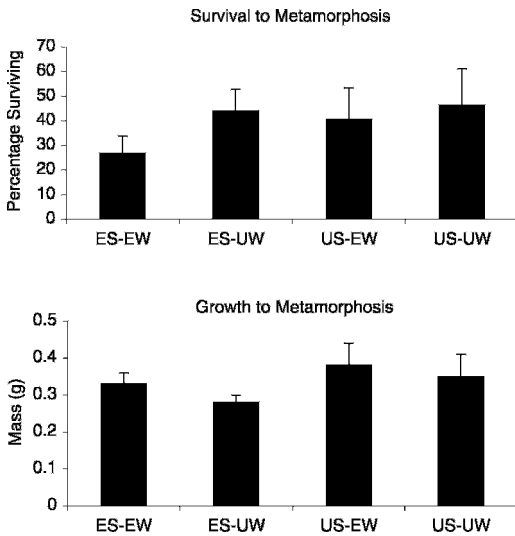 Survival to Metamorphosis
Percentage Surviving
70
60
50
40
30
20
10
0
ES-EW ES-UW US-EW US-UW
Growth to Metamorphosis
Mass (g)
0.5
0.4
0.3
0.2
0.1
0
ES-EW ES-UW US-EW US-UW